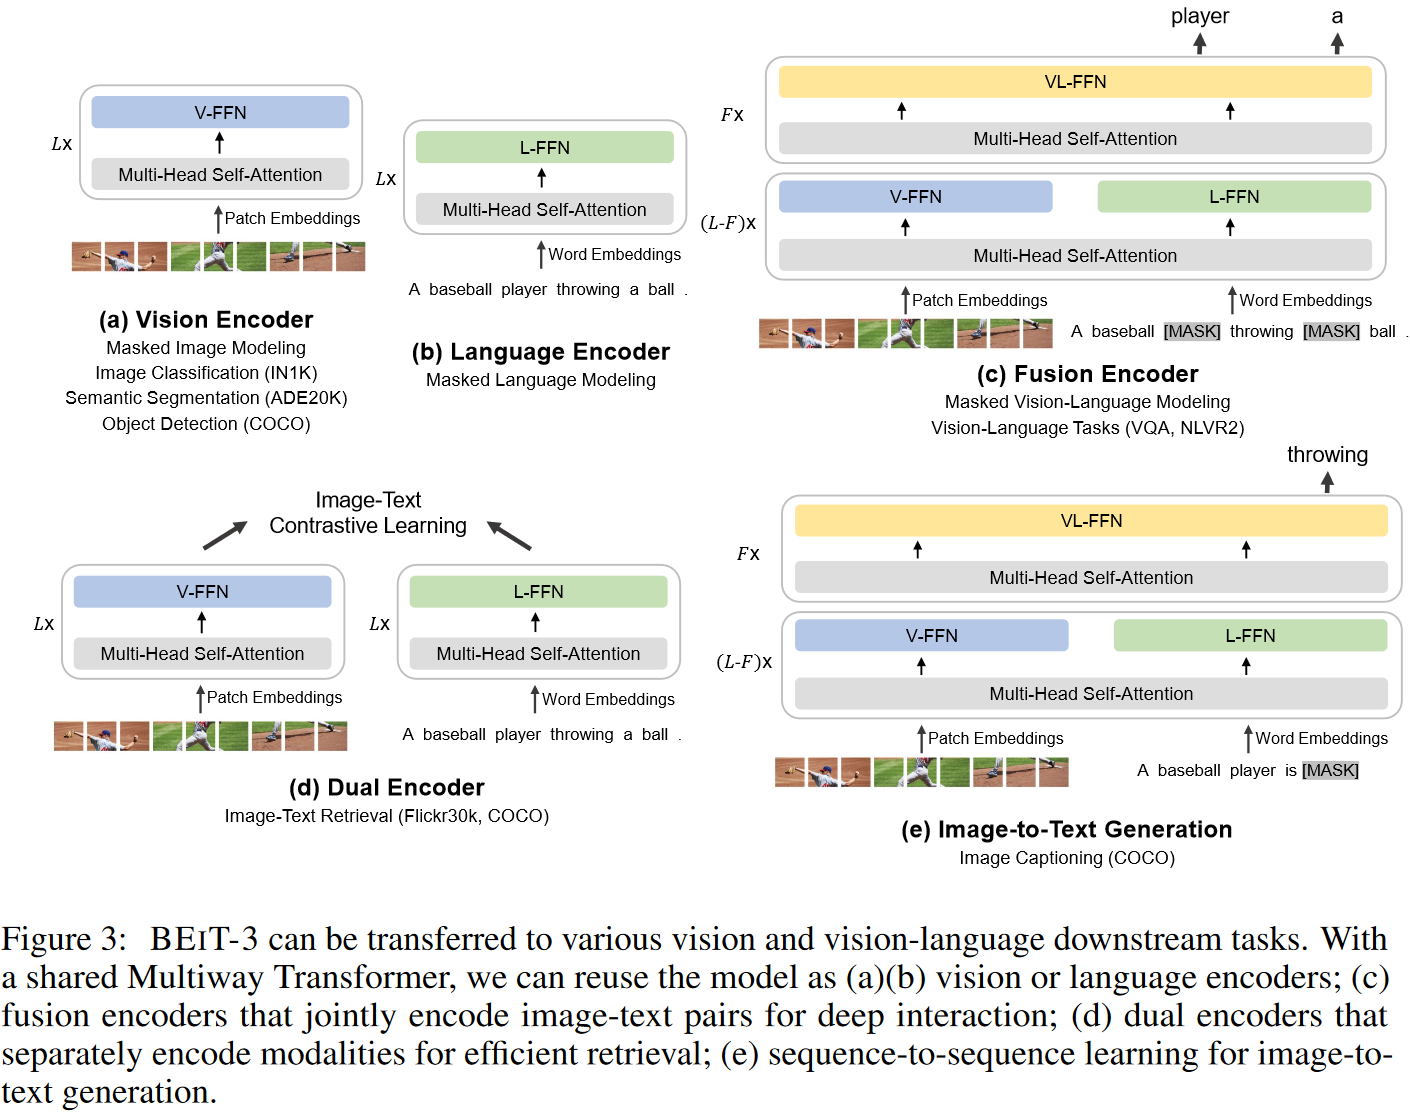 V-FFN
Lx
Multi-Head Self-Attention
Patch Embeddings
(a) Vision Encoder
Masked Image Modeling
Image Classification (IN1K)
Semantic Segmentation (ADE20K)
Object Detection (COCO)
L-FFN
Lx
Multi-Head Self-Attention
Word Embeddings
A baseball player throwing a ball .
(b) Language Encoder
Masked Language Modeling
player a
VL-FFN
Fx
Multi-Head Self-Attention
V-FFN L-FFN
(L-F)x
Multi-Head Self-Attention
Patch Embeddings Word Embeddings
A baseball [MASK] throwing [MASK] ball .
(c) Fusion Encoder
Masked Vision-Language Modeling
Vision-Language Tasks (VQA, NLVR2)
Image-Text
Contrastive Learning
V-FFN L-FFN
Lx Lx
Multi-Head Self-Attention Multi-Head Self-Attention
Patch Embeddings Word Embeddings
A baseball player throwing a ball .
(d) Dual Encoder
Image-Text Retrieval (Flickr30k, COCO)
throwing
VL-FFN
Fx
Multi-Head Self-Attention
V-FFN L-FFN
(L-F)x
Multi-Head Self-Attention
Patch Embeddings Word Embeddings
A baseball player is [MASK]
(e) Image-to-Text Generation
Image Captioning (COCO)
Figure 3: BEIT-3 can be transferred to various vision and vision-language downstream tasks. With
a shared Multiway Transformer, we can reuse the model as (a)(b) vision or language encoders; (c)
fusion encoders that jointly encode image-text pairs for deep interaction; (d) dual encoders that
separately encode modalities for efficient retrieval; (e) sequence-to-sequence learning for image-to-
text generation.